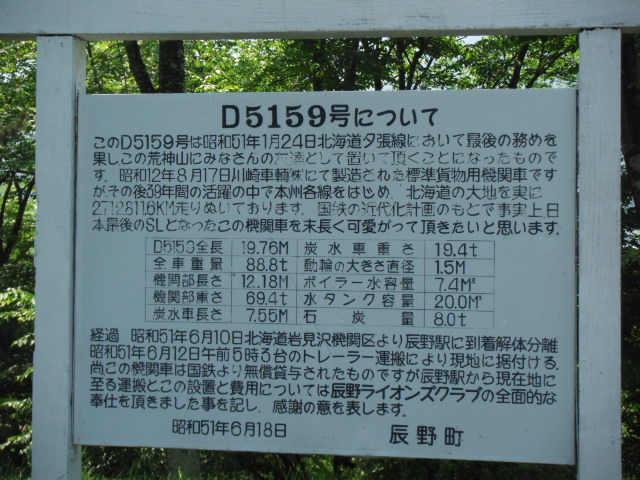 D5159号について
このD5159号は昭和51年1月24日北海道夕張線において最後の務めを
果しこの荒神山にみなさんの友達として置いて頂くことになったもので
す。昭和12年8月17日川崎車輌(株)にて製造された標準貨物用機関車です
がその後39年間の活躍の中で本州各線をはじめ、北海道の大地を実に
2,712,811.6KM走りぬいております。国鉄の近代化計画のもとで事実上日
本最後のSLとなったこの機関車を末長く可愛がって頂きたいと思います。
D5159全長 19.76M 炭水車重さ 19.4t
全車重量 88.8t 動輪の大きさ直径 1.5M
機関部長さ 12.18M ボイラー水容量 7.4M³
機関部重さ 69.4t 水タンク容量 20.0M³
炭水車長さ 7.55M 石炭量 8.0t
経過 昭和51年6月10日北海道岩見沢機関区より辰野駅に到着解体分離
昭和51年6月12日午前5時3台のトレーラー運搬により現地に据付ける。
尚この機関車は国鉄より無償貸与されたものですが辰野駅から現在地に
至る運搬とこの設置と費用については辰野ライオンズクラブの全面的な
奉仕を頂きました事を記し、感謝の意を表します。
昭和51年6月18日 辰野町